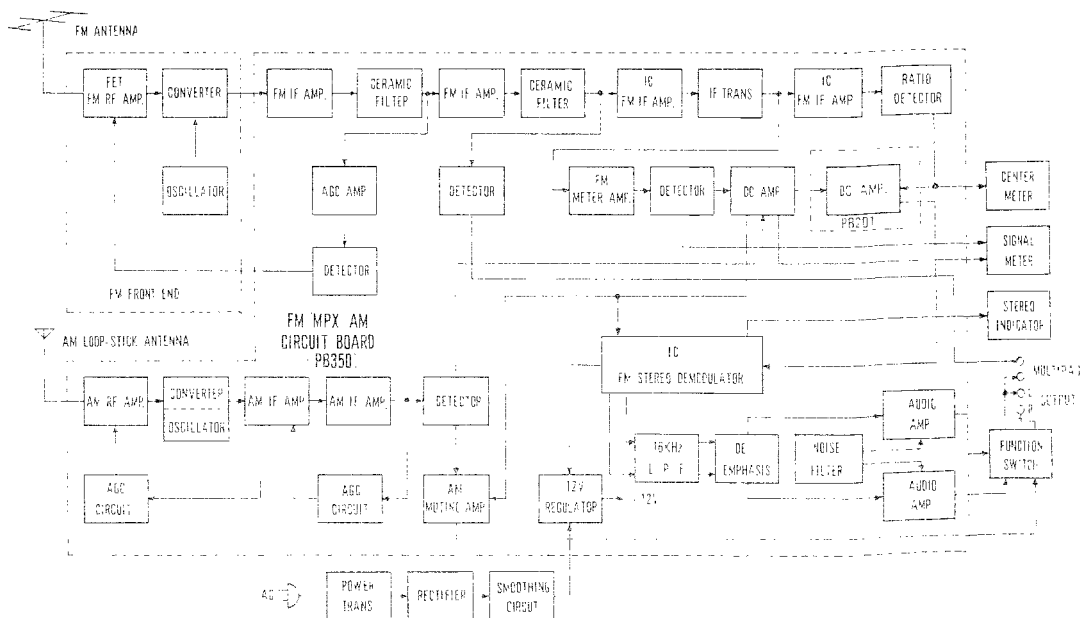 FM ANTENNA
FET
FM RF AMP.
CONVERTER
FM IF AMP.
CERAMIC
FILTER
FM IF AMP.
CERAMIC
FILTER
IC
FM IF AMP.
IF TRANS
IC
FM IF AMP.
RATIO
DETECTOR
OSCILLATOR
AGC AMP
DETECTOR
FM
METER AMP.
DETECTOR
DC AMP
DC AMP.
PB201
CENTER
METER
SIGNAL
METER
DETECTOR
FM FRONT END
STEREO
INDICATOR
FM MPX AM
CIRCUIT BOARD
PB350
AM LOOP-STICK ANTENNA
IC
FM STEREO DEMODULATOR
MULTIPAX
OUTPUT
AM RF AMP.
CONVERTER
OSCILLATOR
AM IF AMP.
AM IF AMP.
DETECTOR
AUDIO
AMP
16KHz
L P F
DE
EMPHASIS
NOISE
FILTER
FUNCTION
SWITCH
AGC
CIRCUIT
AGC
CIRCUIT
AM
MUTING AMP.
12V
REGULATOR
12V
AUDIO
AMP
AC
POWER
TRANS
RECTIFIER
SMOOTHING
CIRCUT